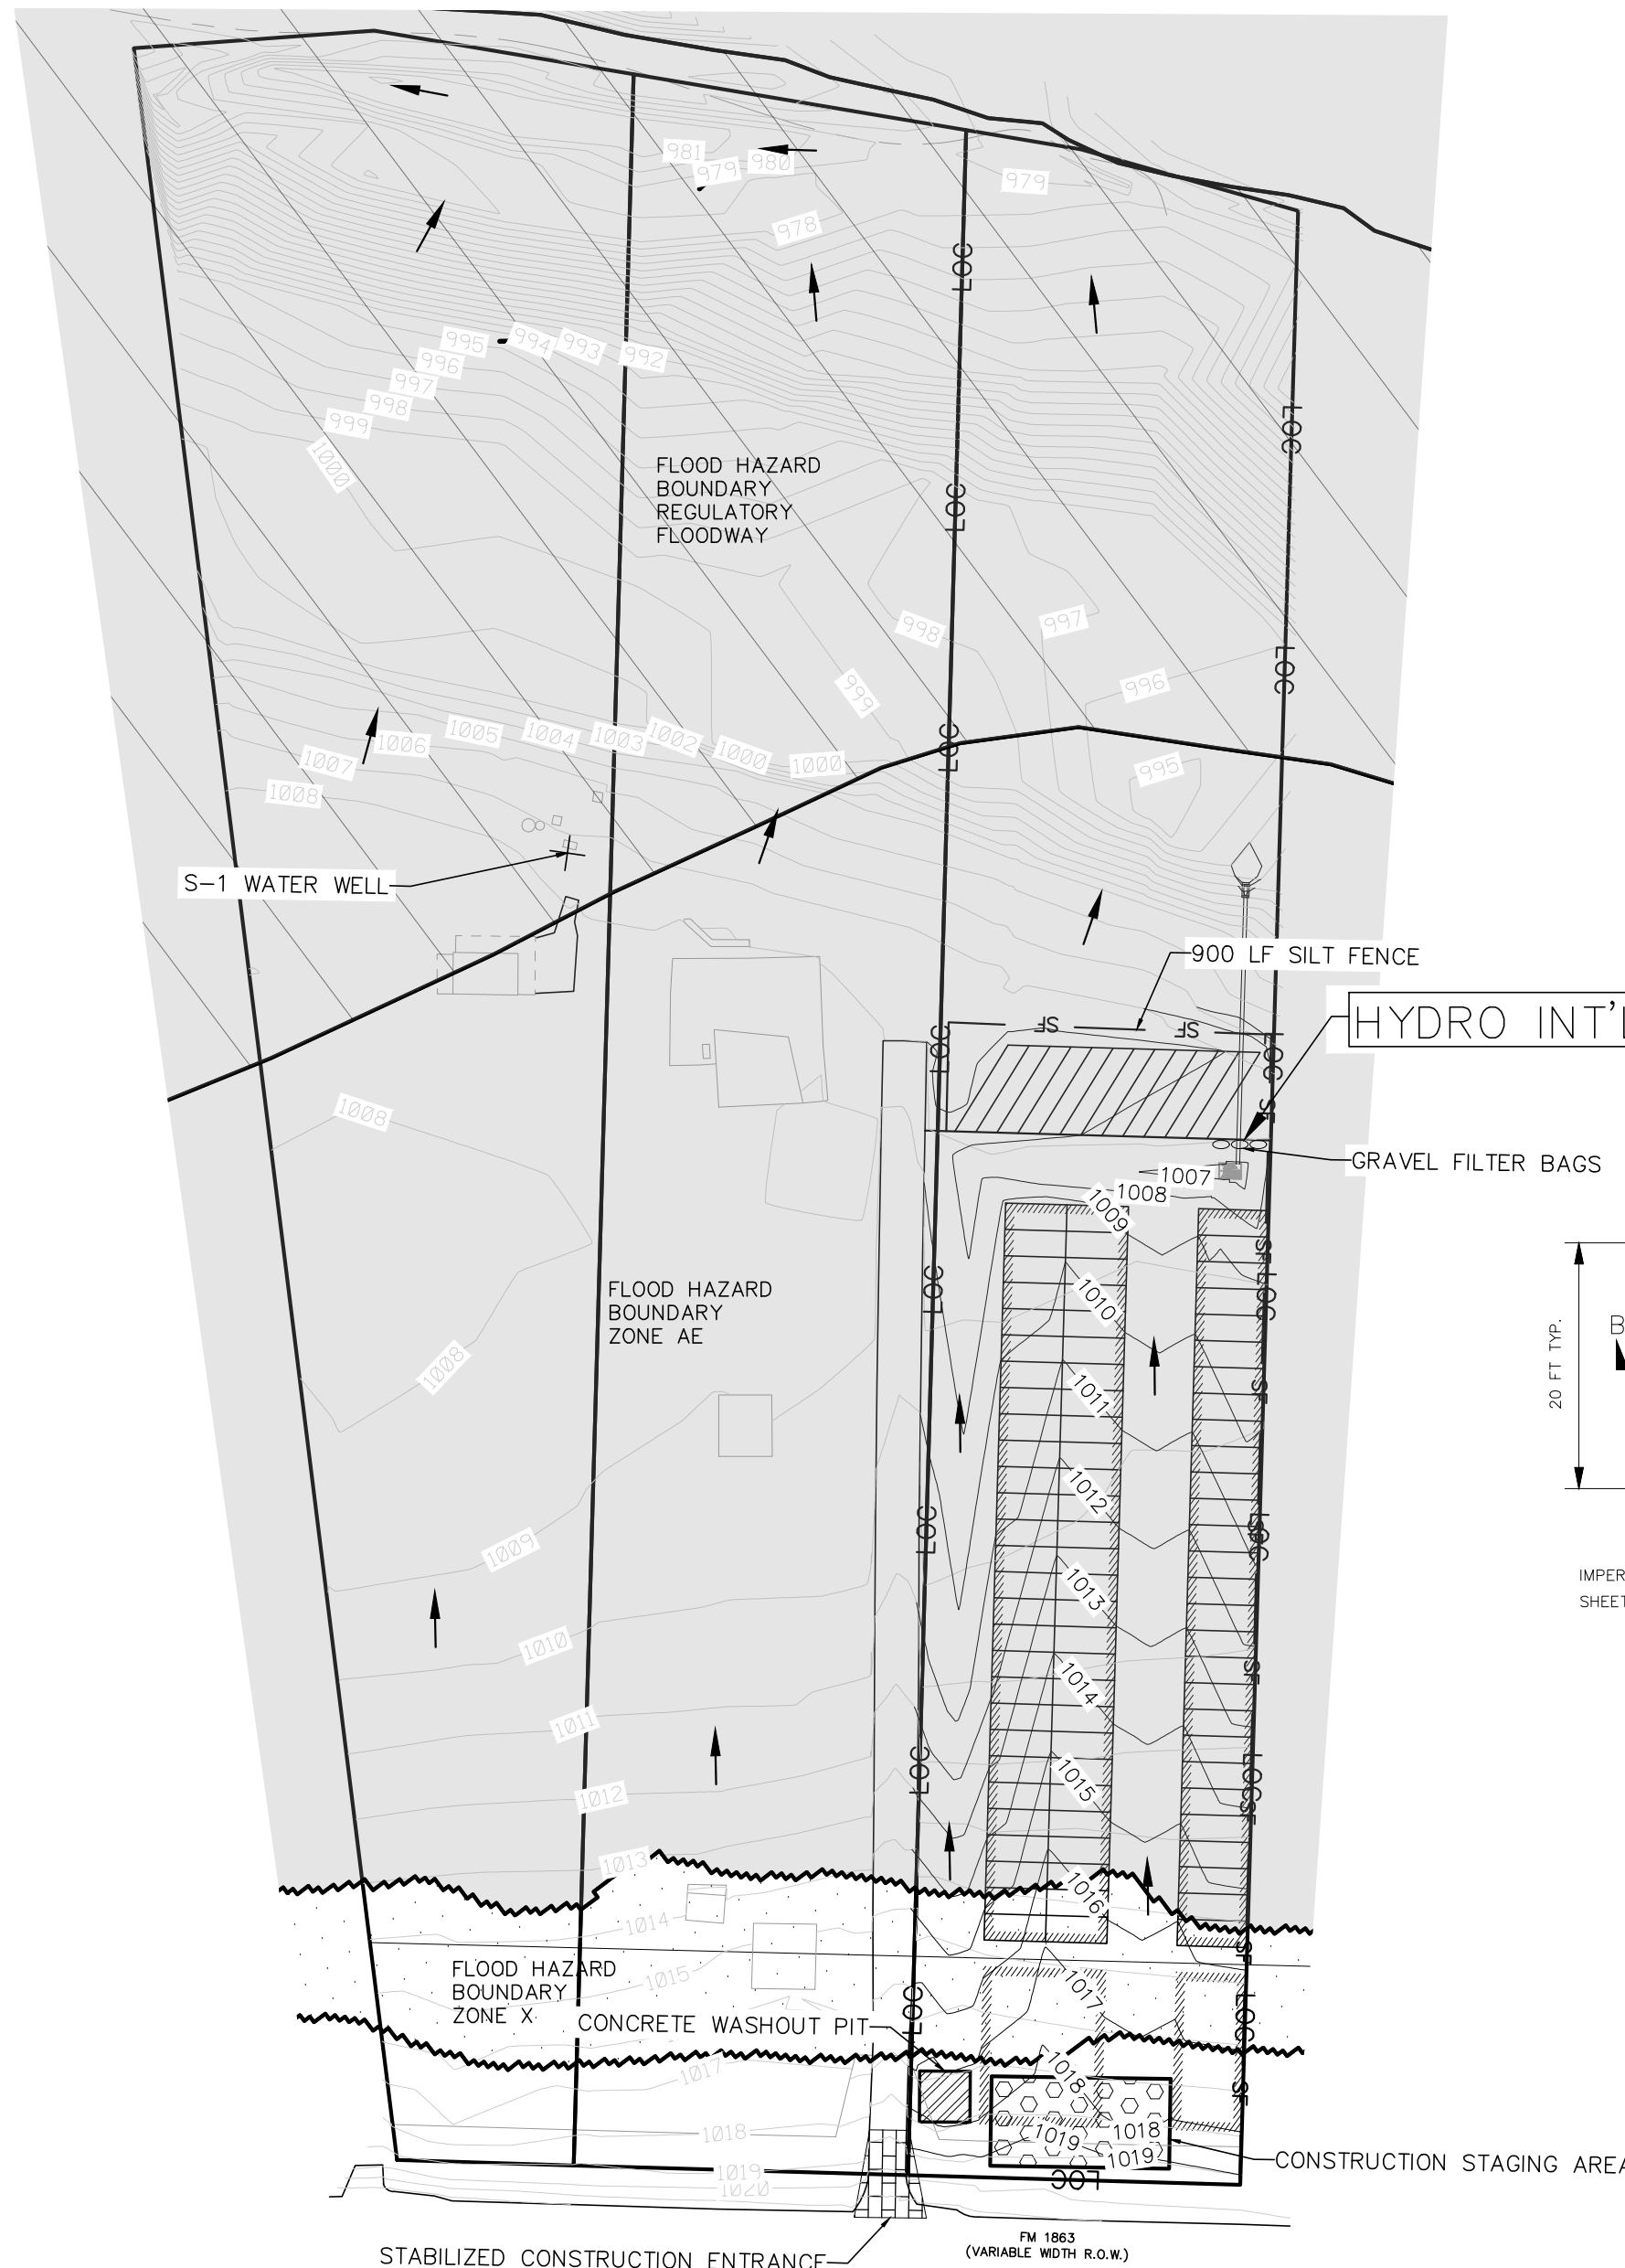 981
979
980
979
978
LOC
995
994
993
992
996
997
998
999
1000
LOC
FLOOD HAZARD
BOUNDARY
REGULATORY
FLOODWAY
LOC
998
997
LOC
996
999
1008
1007
1006
1005
1004
1003
1002
1000
1000
LOC
995
S-1 WATER WELL
900 LF SILT FENCE
SF
SF
HYDRO INT'L
LOC
LOC
SF
GRAVEL FILTER BAGS
1008
1007
1008
1009
SF
LOC
LOC
1010
FLOOD HAZARD
BOUNDARY
ZONE AE
20 FT TYP.
B
1008
1011
SF
1012
LOC
LOC
SF
1009
1013
IMPER
SHEET
1010
1014
SF
1011
1015
LOC
LOC
SF
1012
1013
1016
1014
SF
FLOOD HAZARD
BOUNDARY
ZONE X
1015
1017
LOC
LOC
CONCRETE WASHOUT PIT
1017
1018
SF
1018
1019
1018
1019
1019
1020
LOC
CONSTRUCTION STAGING AREA
FM 1863
(VARIABLE WIDTH R.O.W.)
STABILIZED CONSTRUCTION ENTRANCE